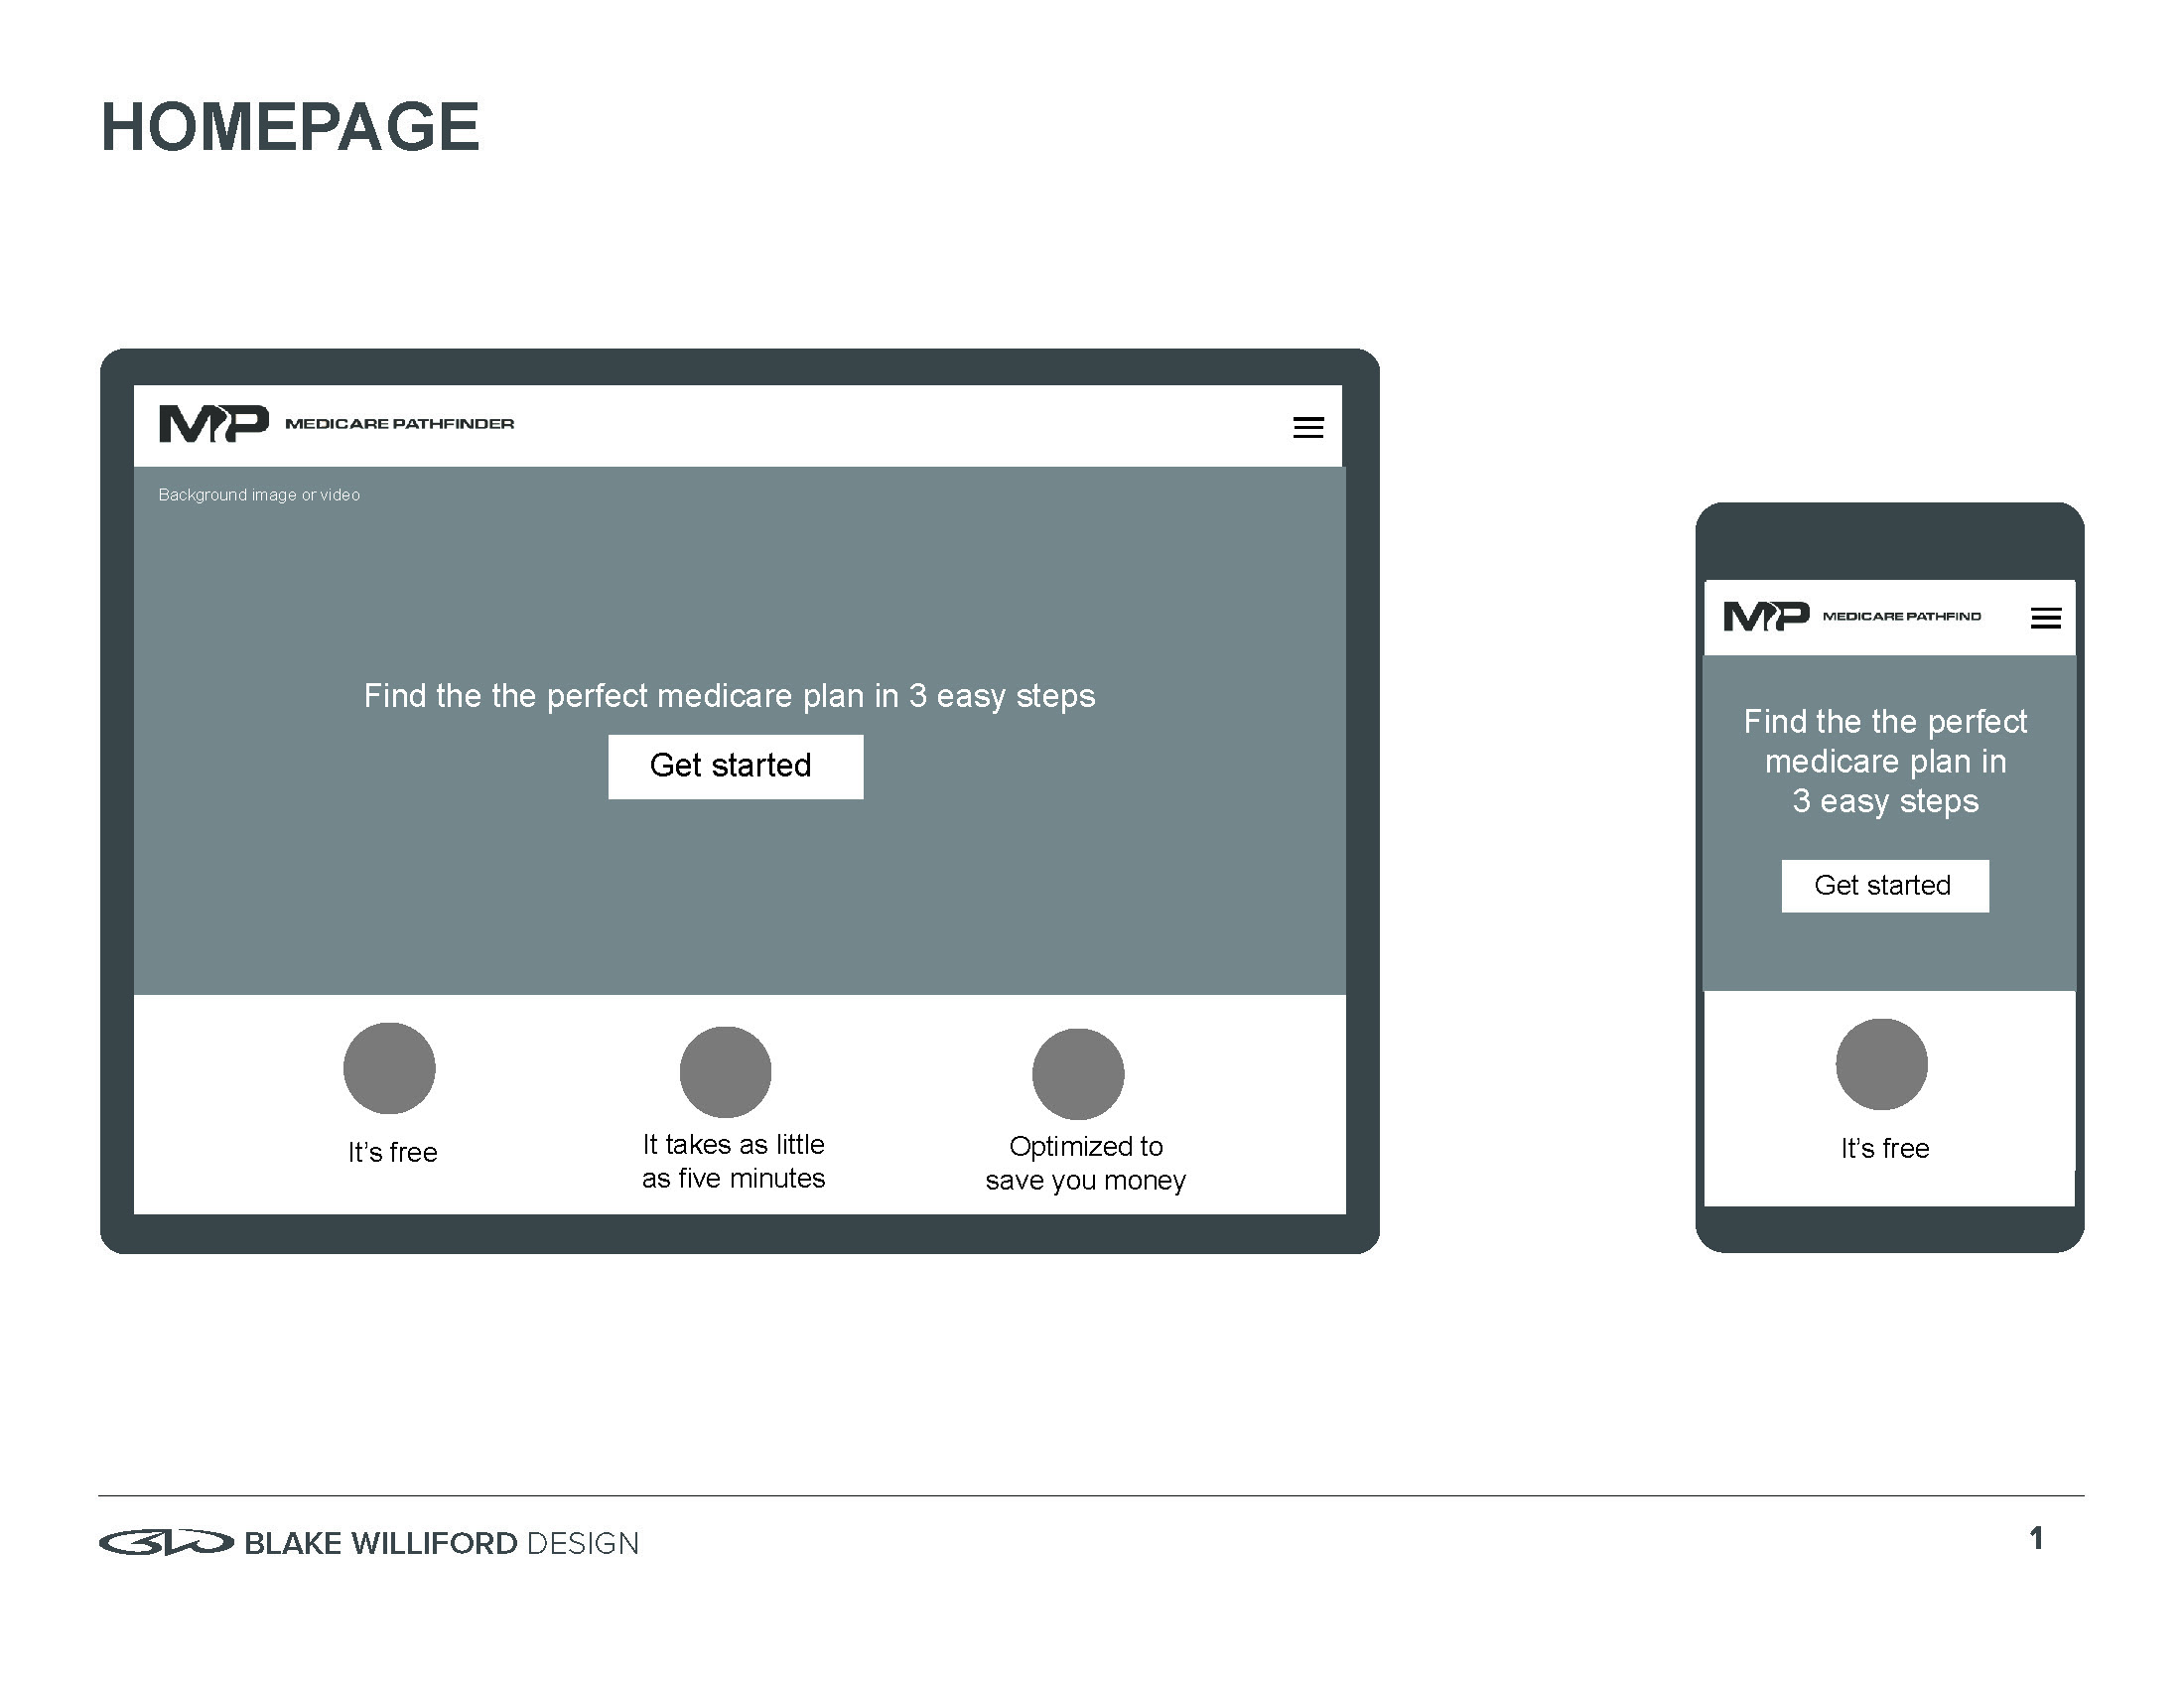 HOMEPAGE
MP MEDICARE PATHFINDER
Background image or video
Find the the perfect medicare plan in 3 easy steps
Get started
It's free
It takes as little
as five minutes
Optimized to
save you money
MP MEDICARE PATHFIND
Find the the perfect
medicare plan in
3 easy steps
Get started
It's free
BW BLAKE WILLIFORD DESIGN
1